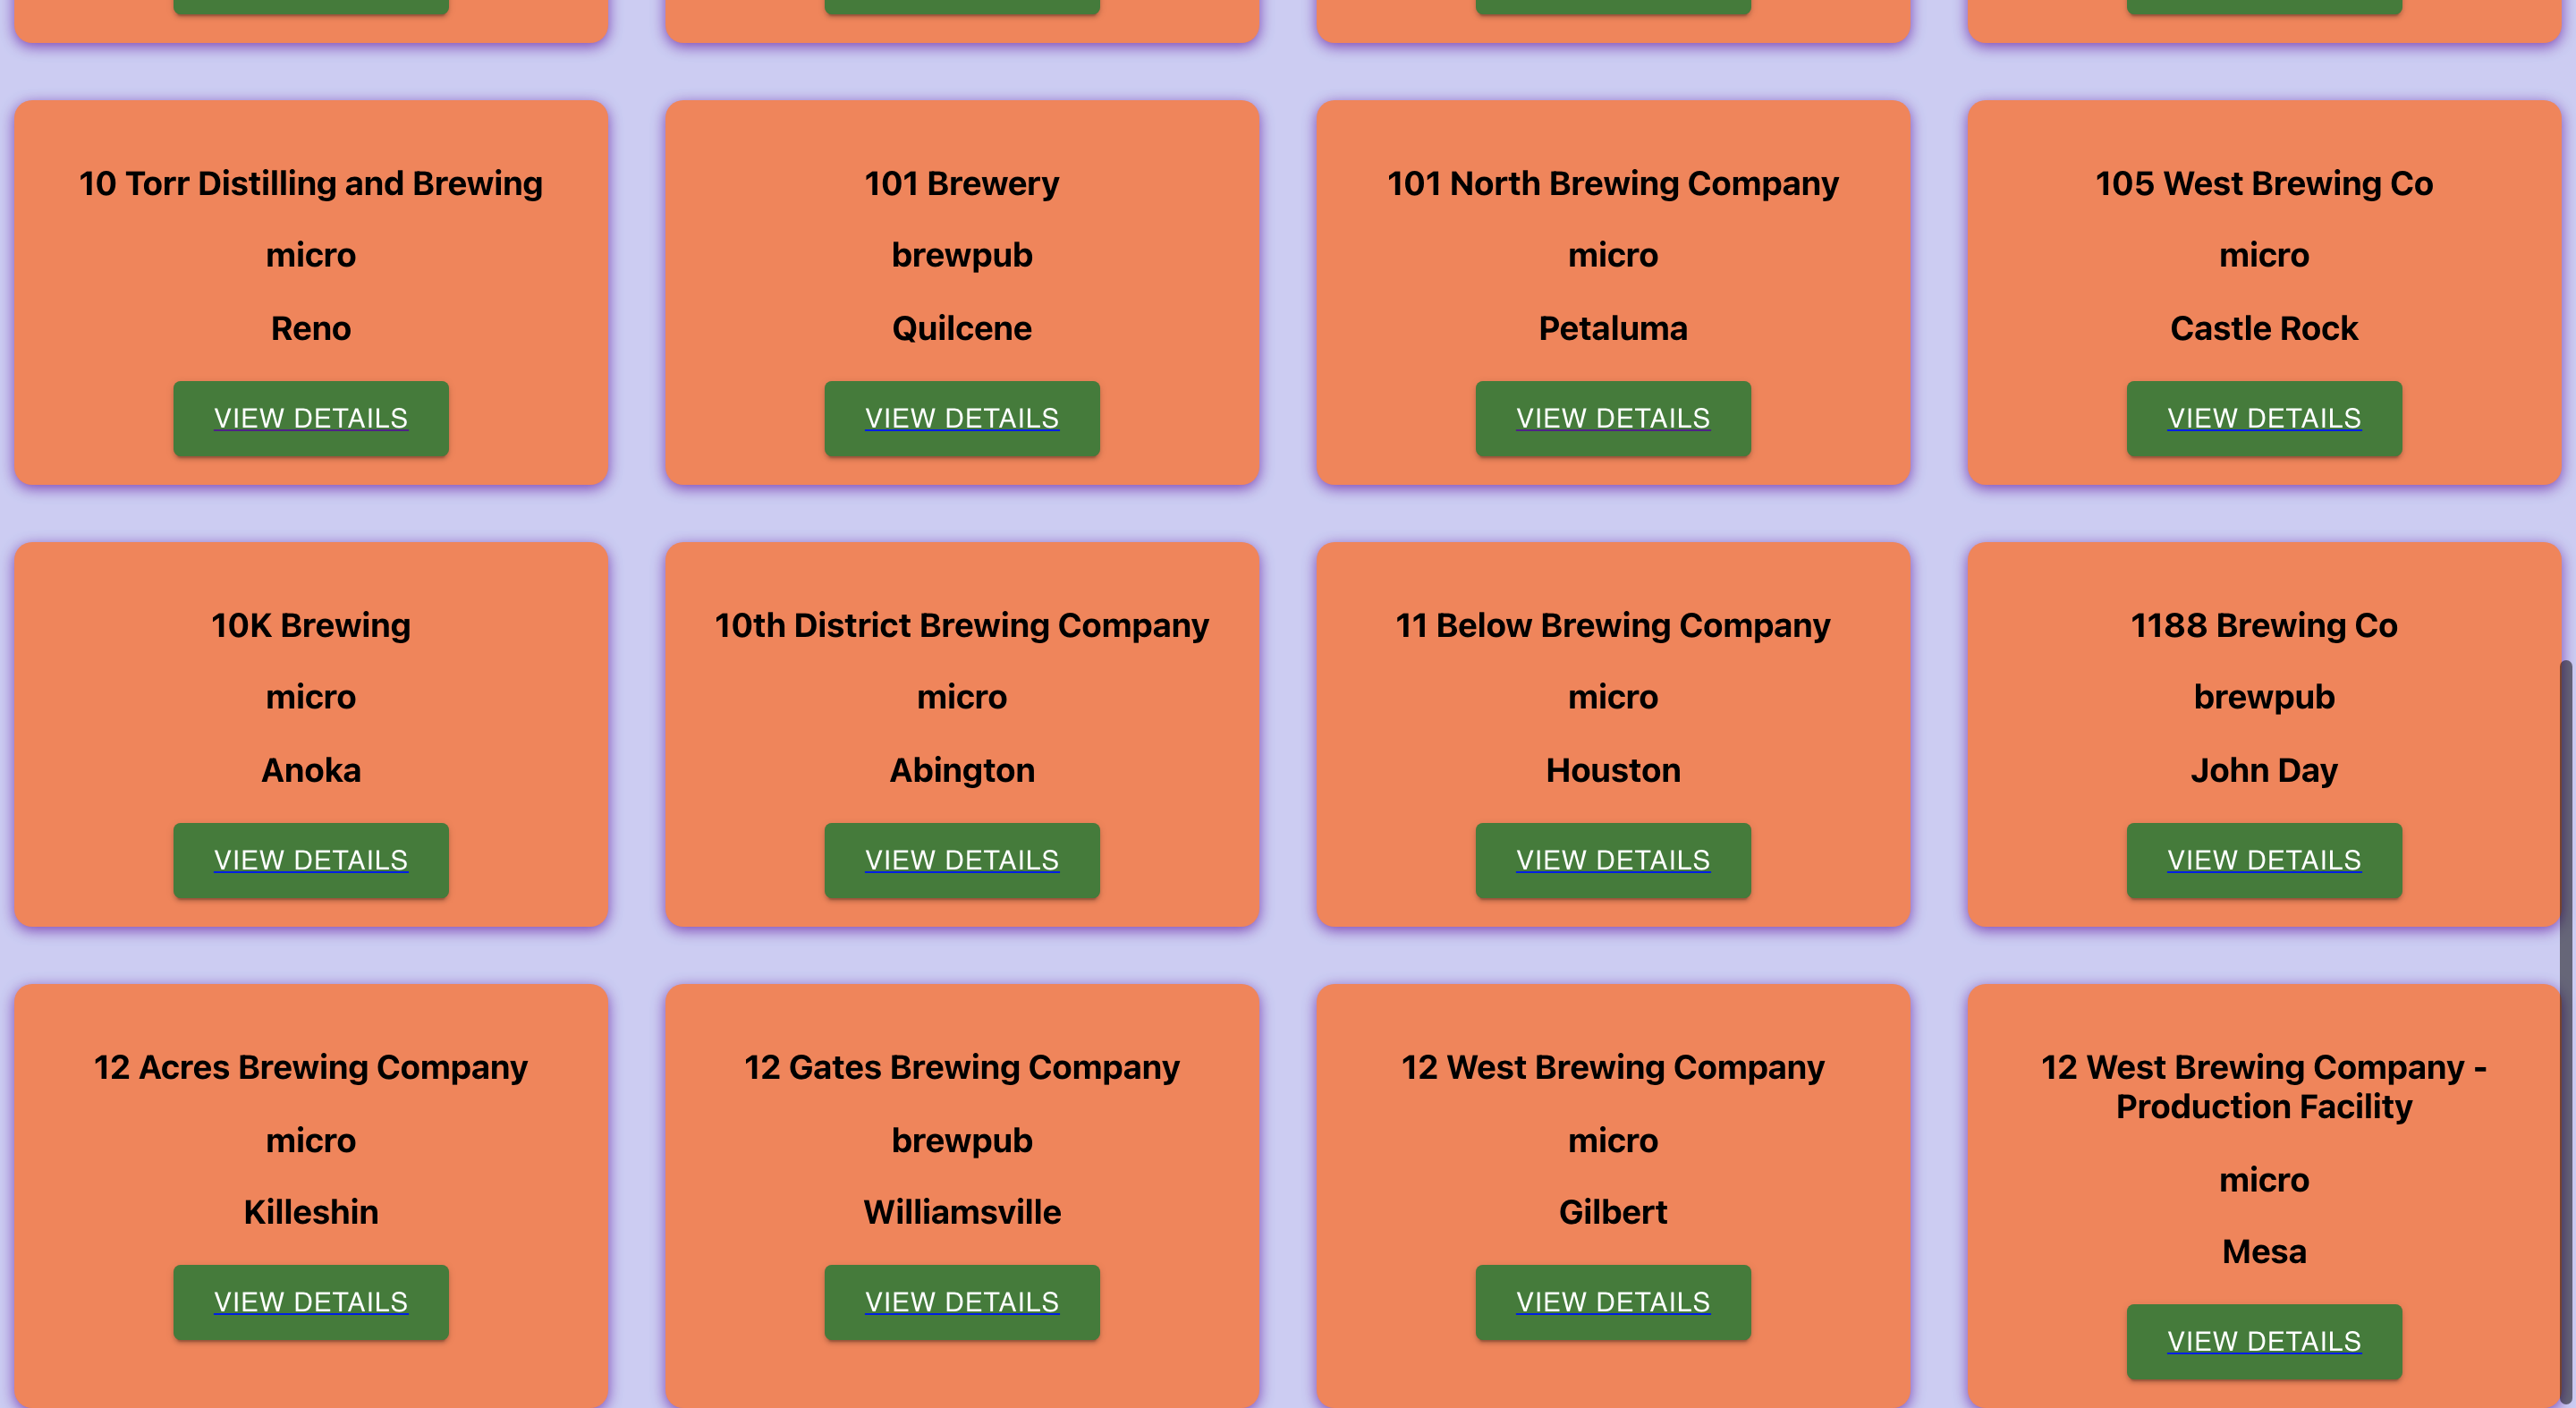 10 Torr Distilling and Brewing
micro
Reno
VIEW DETAILS
101 Brewery
brewpub
Quilcene
VIEW DETAILS
101 North Brewing Company
micro
Petaluma
VIEW DETAILS
105 West Brewing Co
micro
Castle Rock
VIEW DETAILS
10K Brewing
micro
Anoka
VIEW DETAILS
10th District Brewing Company
micro
Abington
VIEW DETAILS
11 Below Brewing Company
micro
Houston
VIEW DETAILS
1188 Brewing Co
brewpub
John Day
VIEW DETAILS
12 Acres Brewing Company
micro
Killeshin
VIEW DETAILS
12 Gates Brewing Company
brewpub
Williamsville
VIEW DETAILS
12 West Brewing Company
micro
Gilbert
VIEW DETAILS
12 West Brewing Company -
Production Facility
micro
Mesa
VIEW DETAILS